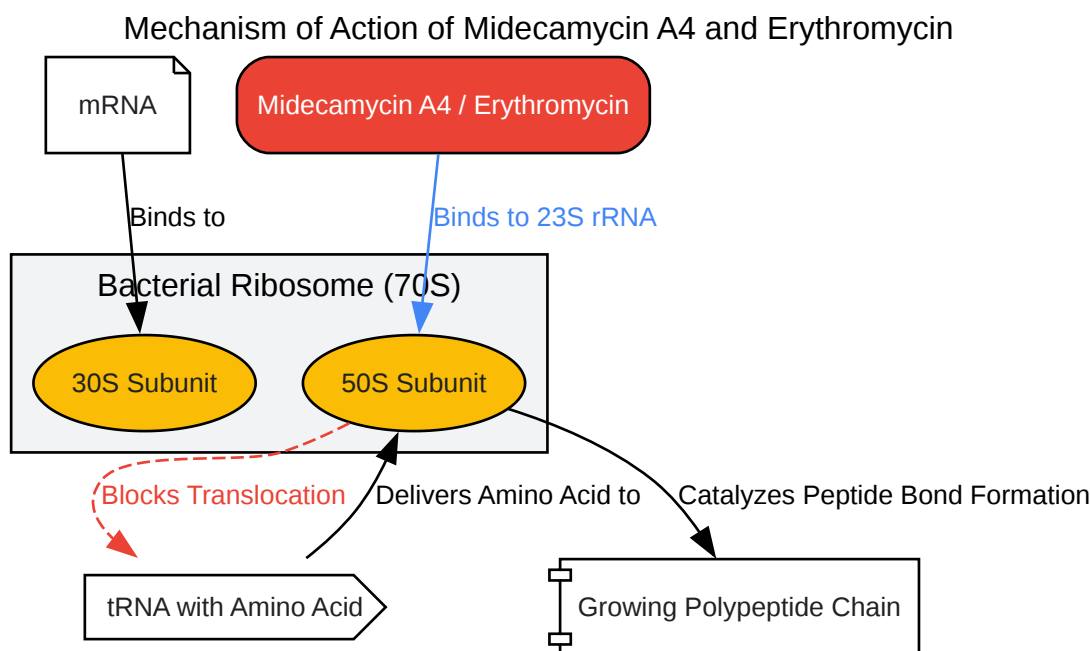 Mechanism of Action of Midecamycin A4 and Erythromycin
mRNA
Midecamycin A4 / Erythromycin
Binds to
Binds to 23S rRNA
Bacterial Ribosome (70S)
30S Subunit
50S Subunit
Blocks Translocation
Delivers Amino Acid to
Catalyzes Peptide Bond Formation
tRNA with Amino Acid
Growing Polypeptide Chain